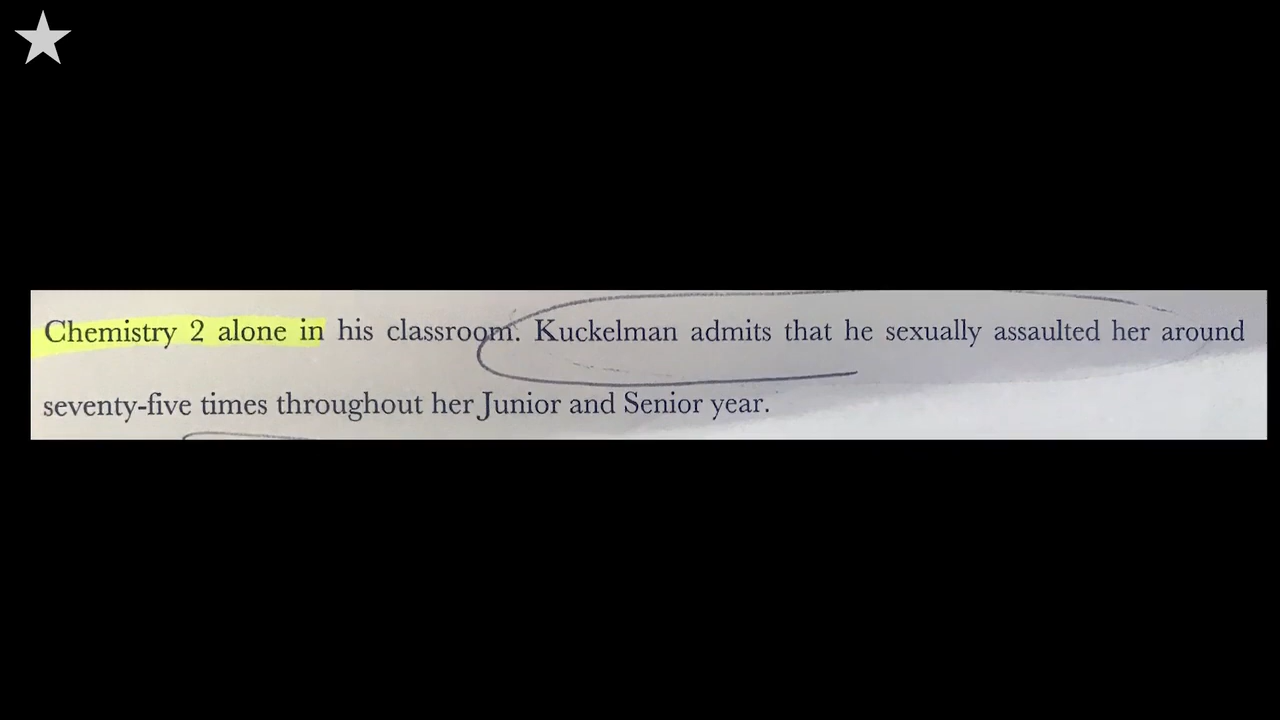 Chemistry 2 alone in his classroom. Kuckelman admits that he sexually assaulted her around
seventy-five times throughout her Junior and Senior year.